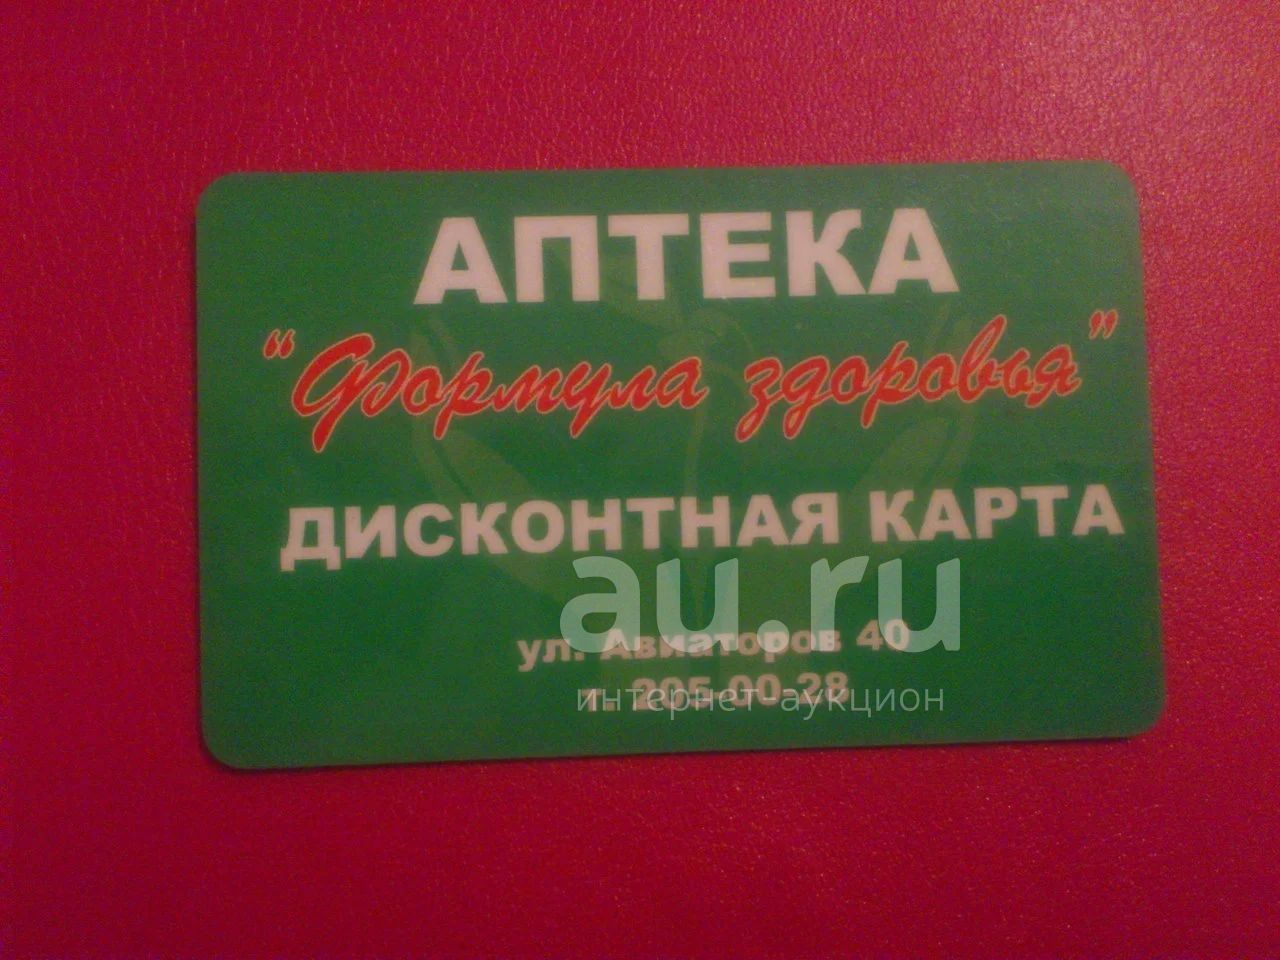 АПТЕКА
"Формула здоровья"
ДИСКОНТНАЯ КАРТА
au.ru
ул. Авиаторов 40
т. 205-00-28
интернет-аукцион